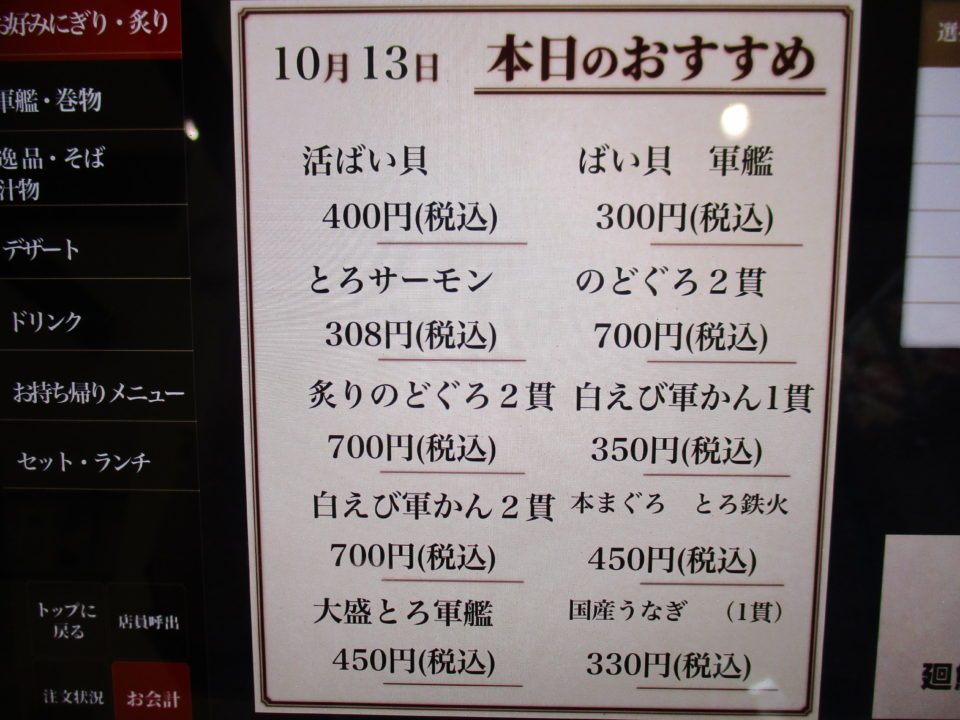 お好みにぎり・炙り
軍艦・巻物
逸品・そば
汁物
デザート
ドリンク
お持ち帰りメニュー
セット・ランチ
トップに
戻る
店員呼出
注文状況
お会計
10月13日 本日のおすすめ
活ばい貝
400円(税込)
ばい貝 軍艦
300円(税込)
とろサーモン
308円(税込)
のどぐろ２貫
700円(税込)
炙りのどぐろ２貫
700円(税込)
白えび軍かん1貫
350円(税込)
白えび軍かん２貫
700円(税込)
本まぐろ とろ鉄火
450円(税込)
大盛とろ軍艦
450円(税込)
国産うなぎ （1貫）
330円(税込)
選
廻